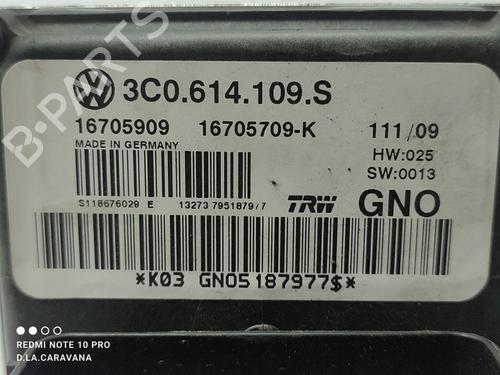 3C0.614.109.S
16705909 16705709-K 111/09
MADE IN GERMANY
HW:025
SW:0013
S118676029 E 13273 7951879/7
TRW GNO
*K03 GNO5187977$*
B-PARTS
REDMI NOTE 10 PRO
D.LA.CARAVANA